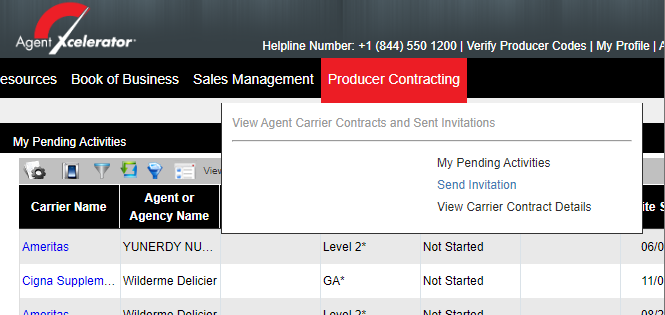 Agent Xcelerator
Helpline Number: +1 (844) 550 1200 | Verify Producer Codes | My Profile | A
esources Book of Business Sales Management Producer Contracting
View Agent Carrier Contracts and Sent Invitations
My Pending Activities
My Pending Activities
Send Invitation
View Carrier Contract Details
Vie
Carrier Name Agent or Agency Name ite S
Ameritas YUNERDY NU... Level 2* Not Started 06/0
Cigna Supplem... Wilderme Delicier GA* Not Started 11/0
Ameritas Wilderme Delicier Level 2* Not Started 08/2